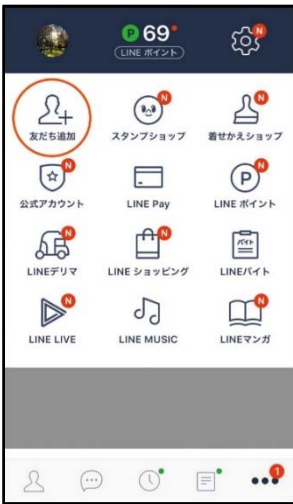 P 69
LINE ポイント
N
友だち追加
N
スタンプショップ
N
着せかえショップ
N
公式アカウント
LINE Pay
P N
LINE ポイント
N
LINEデリマ
N
LINE ショッピング
バイト
LINEバイト
N
LINE LIVE
LINE MUSIC
N
LINEマンガ
1